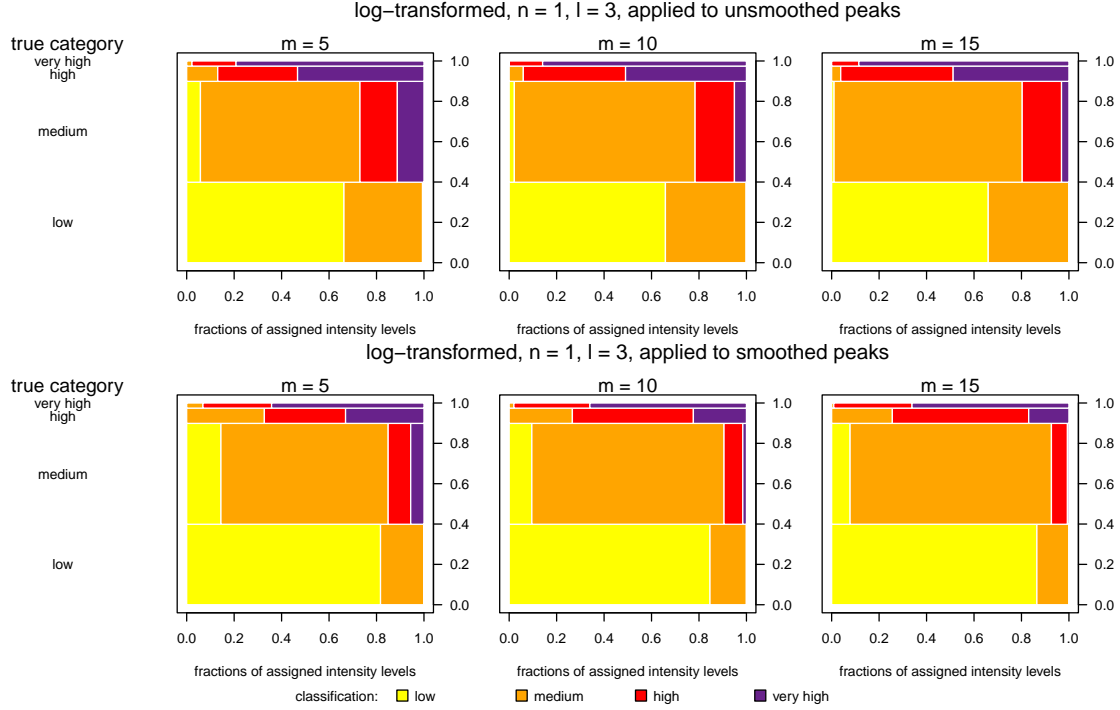 log−transformed, n = 1, l = 3, applied to unsmoothed peaks
true category
m = 5
m = 10
m = 15
very high
high
medium
low
0.0 0.2 0.4 0.6 0.8 1.0
0.0 0.2 0.4 0.6 0.8 1.0
0.0 0.2 0.4 0.6 0.8 1.0
0.0 0.2 0.4 0.6 0.8 1.0
0.0 0.2 0.4 0.6 0.8 1.0
0.0 0.2 0.4 0.6 0.8 1.0
fractions of assigned intensity levels
fractions of assigned intensity levels
fractions of assigned intensity levels
log−transformed, n = 1, l = 3, applied to smoothed peaks
true category
m = 5
m = 10
m = 15
very high
high
medium
low
0.0 0.2 0.4 0.6 0.8 1.0
0.0 0.2 0.4 0.6 0.8 1.0
0.0 0.2 0.4 0.6 0.8 1.0
0.0 0.2 0.4 0.6 0.8 1.0
0.0 0.2 0.4 0.6 0.8 1.0
0.0 0.2 0.4 0.6 0.8 1.0
fractions of assigned intensity levels
fractions of assigned intensity levels
fractions of assigned intensity levels
classification: low medium high very high